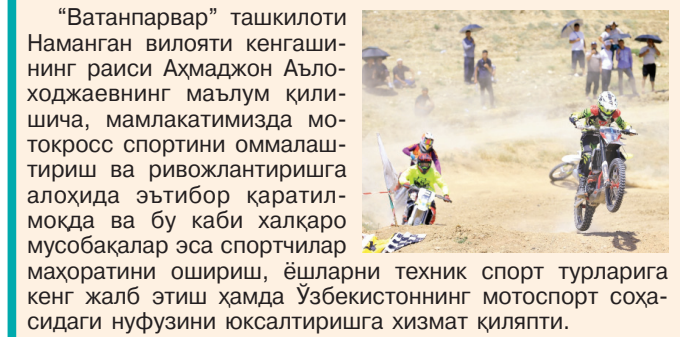 “Ватанпарвар” ташкилоти
Наманган вилояти кенгаши-
нинг раиси Аҳмаджон Аъло-
ходжаевнинг маълум қили-
шича, мамлакатимизда мо-
токросс спортини оммалаш-
тириш ва ривожлантиришга
алоҳида эътибор қаратил-
моқда ва бу каби халқаро
мусобақалар эса спортчилар
маҳоратини ошириш, ёшларни техник спорт турларига
кенг жалб этиш ҳамда Ўзбекистоннинг мотоспорт соҳа-
сидаги нуфузини юксалтиришга хизмат қиляпти.